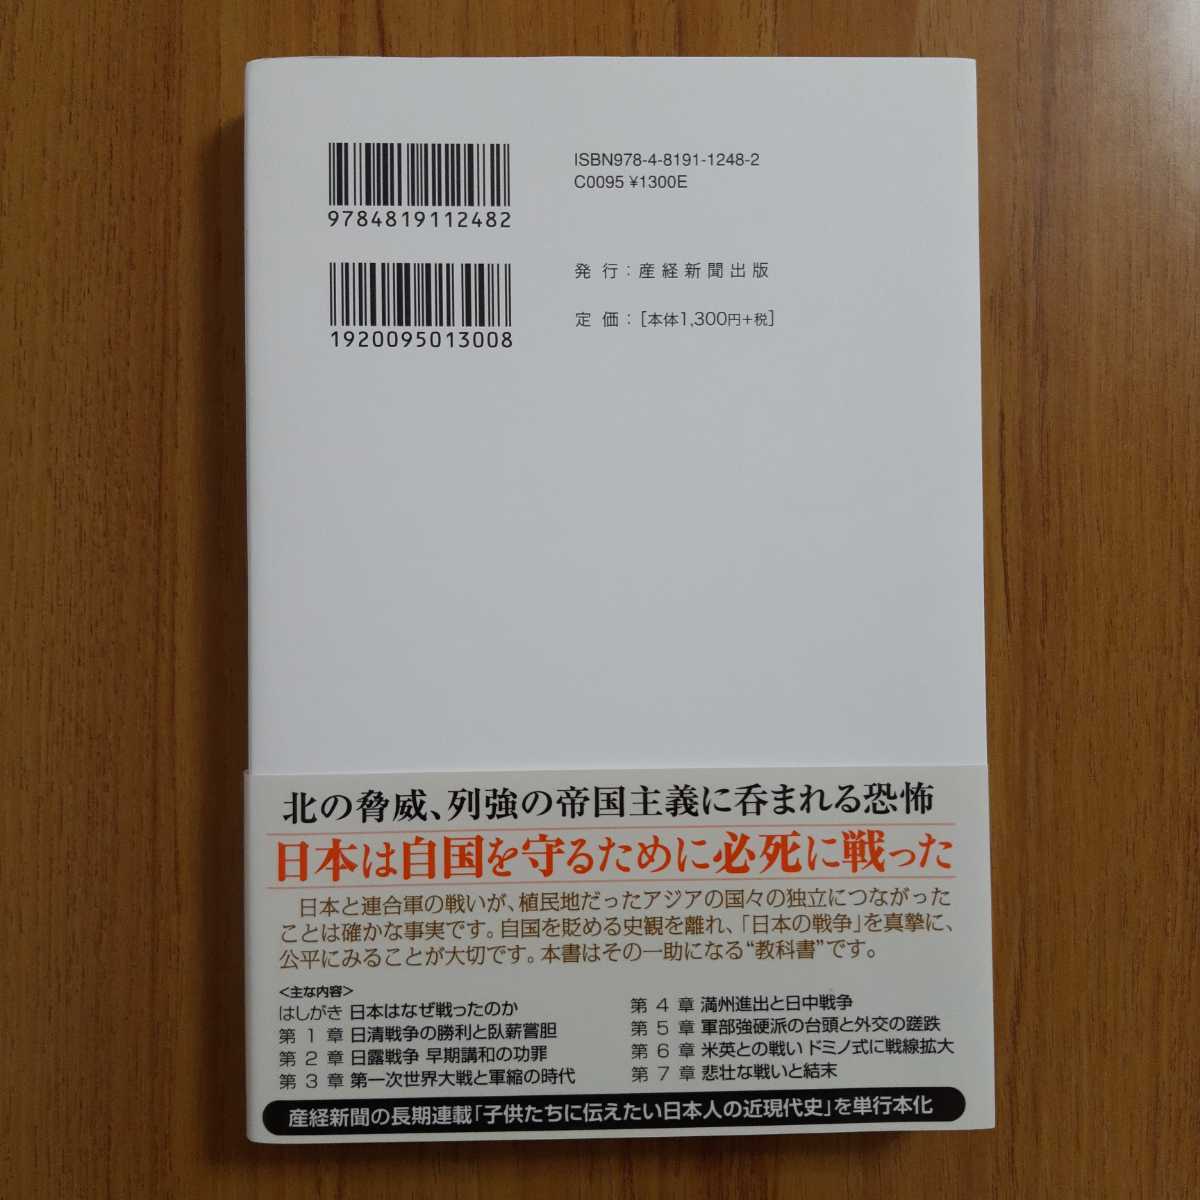 9784819112482
1920095013008
ISBN978-4-8191-1248-2
C0095 ¥1300E
発 行：産経新聞出版
定 価：［本体1,300円+税］
北の脅威、列強の帝国主義に呑まれる恐怖
日本は自国を守るために必死に戦った
日本と連合軍の戦いが、植民地だったアジアの国々の独立につながった
ことは確かな事実です。自国を貶める史観を離れ、「日本の戦争」を真摯に、
公平にみることが大切です。本書はその一助になる“教科書”です。
<主な内容>
はしがき 日本はなぜ戦ったのか
第 1 章 日清戦争の勝利と臥薪嘗胆
第 2 章 日露戦争 早期講和の功罪
第 3 章 第一次世界大戦と軍縮の時代
第 4 章 満州進出と日中戦争
第 5 章 軍部強硬派の台頭と外交の蹉跌
第 6 章 米英との戦い ドミノ式に戦線拡大
第 7 章 悲壮な戦いと結末
産経新聞の長期連載「子供たちに伝えたい日本人の近現代史」を単行本化